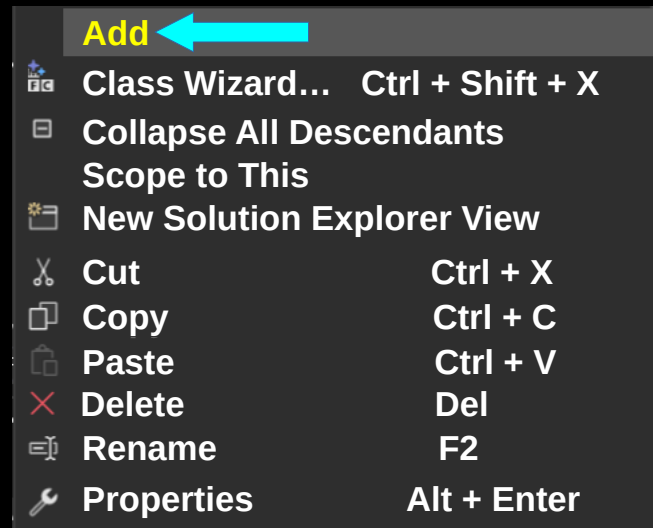 Add
Class Wizard... Ctrl + Shift + X
Collapse All Descendants
Scope to This
New Solution Explorer View
Cut Ctrl + X
Copy Ctrl + C
Paste Ctrl + V
Delete Del
Rename F2
Properties Alt + Enter